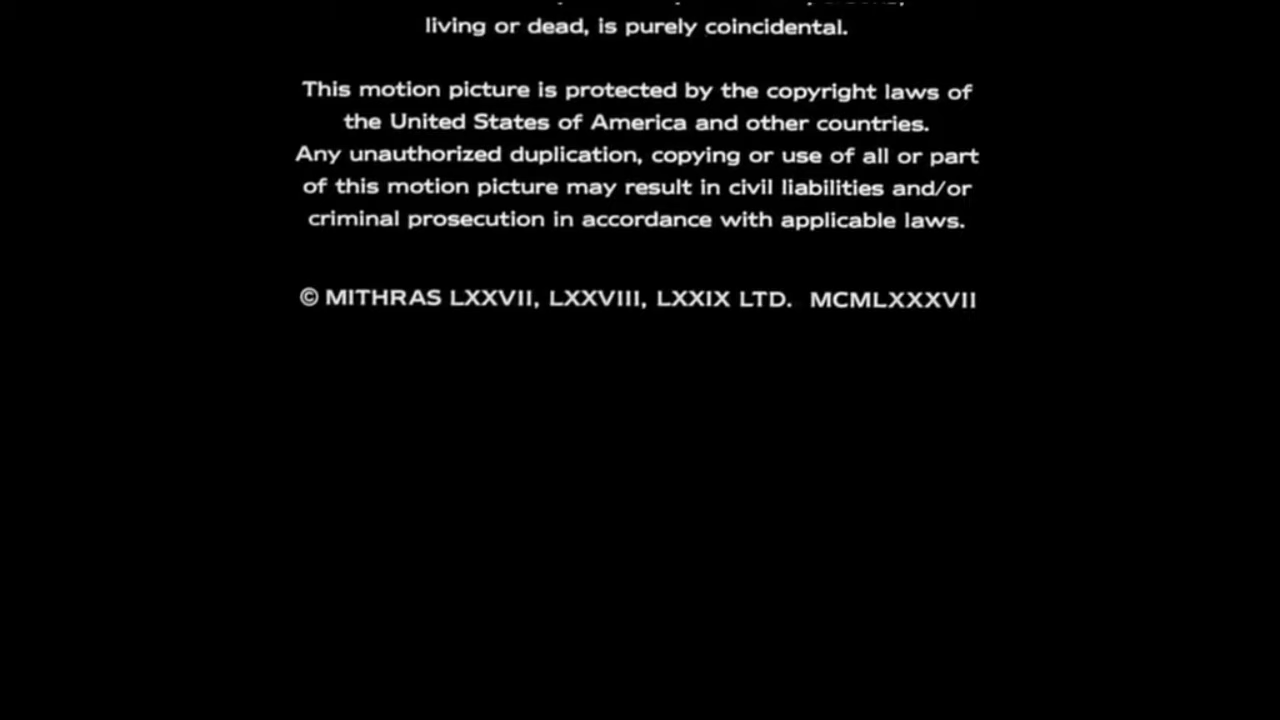 living or dead, is purely coincidental.
This motion picture is protected by the copyright laws of
the United States of America and other countries.
Any unauthorized duplication, copying or use of all or part
of this motion picture may result in civil liabilities and/or
criminal prosecution in accordance with applicable laws.
© MITHRAS LXXVII, LXXVIII, LXXIX LTD. MCMLXXXVII